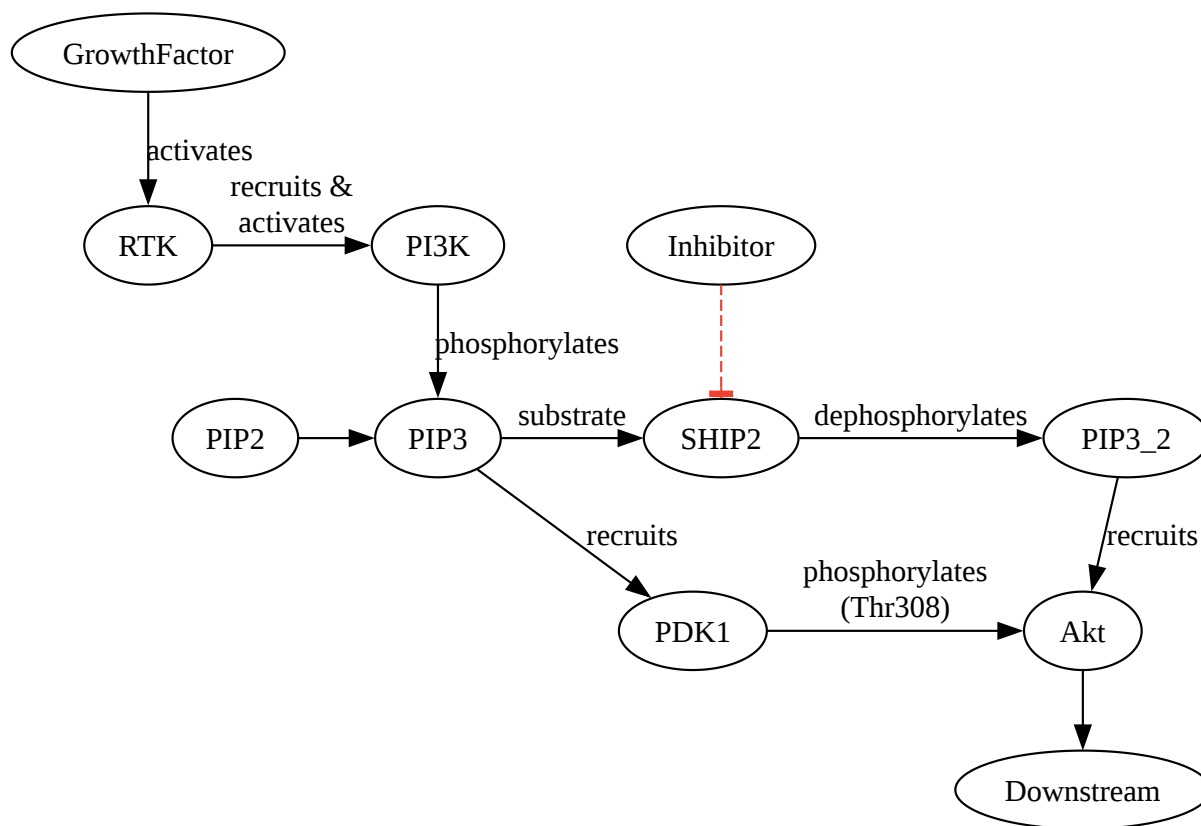 GrowthFactor
activates
recruits &
activates
RTK
PI3K
Inhibitor
phosphorylates
PIP2
PIP3
substrate
SHIP2
dephosphorylates
PIP3_2
recruits
recruits
phosphorylates
(Thr308)
PDK1
Akt
Downstream